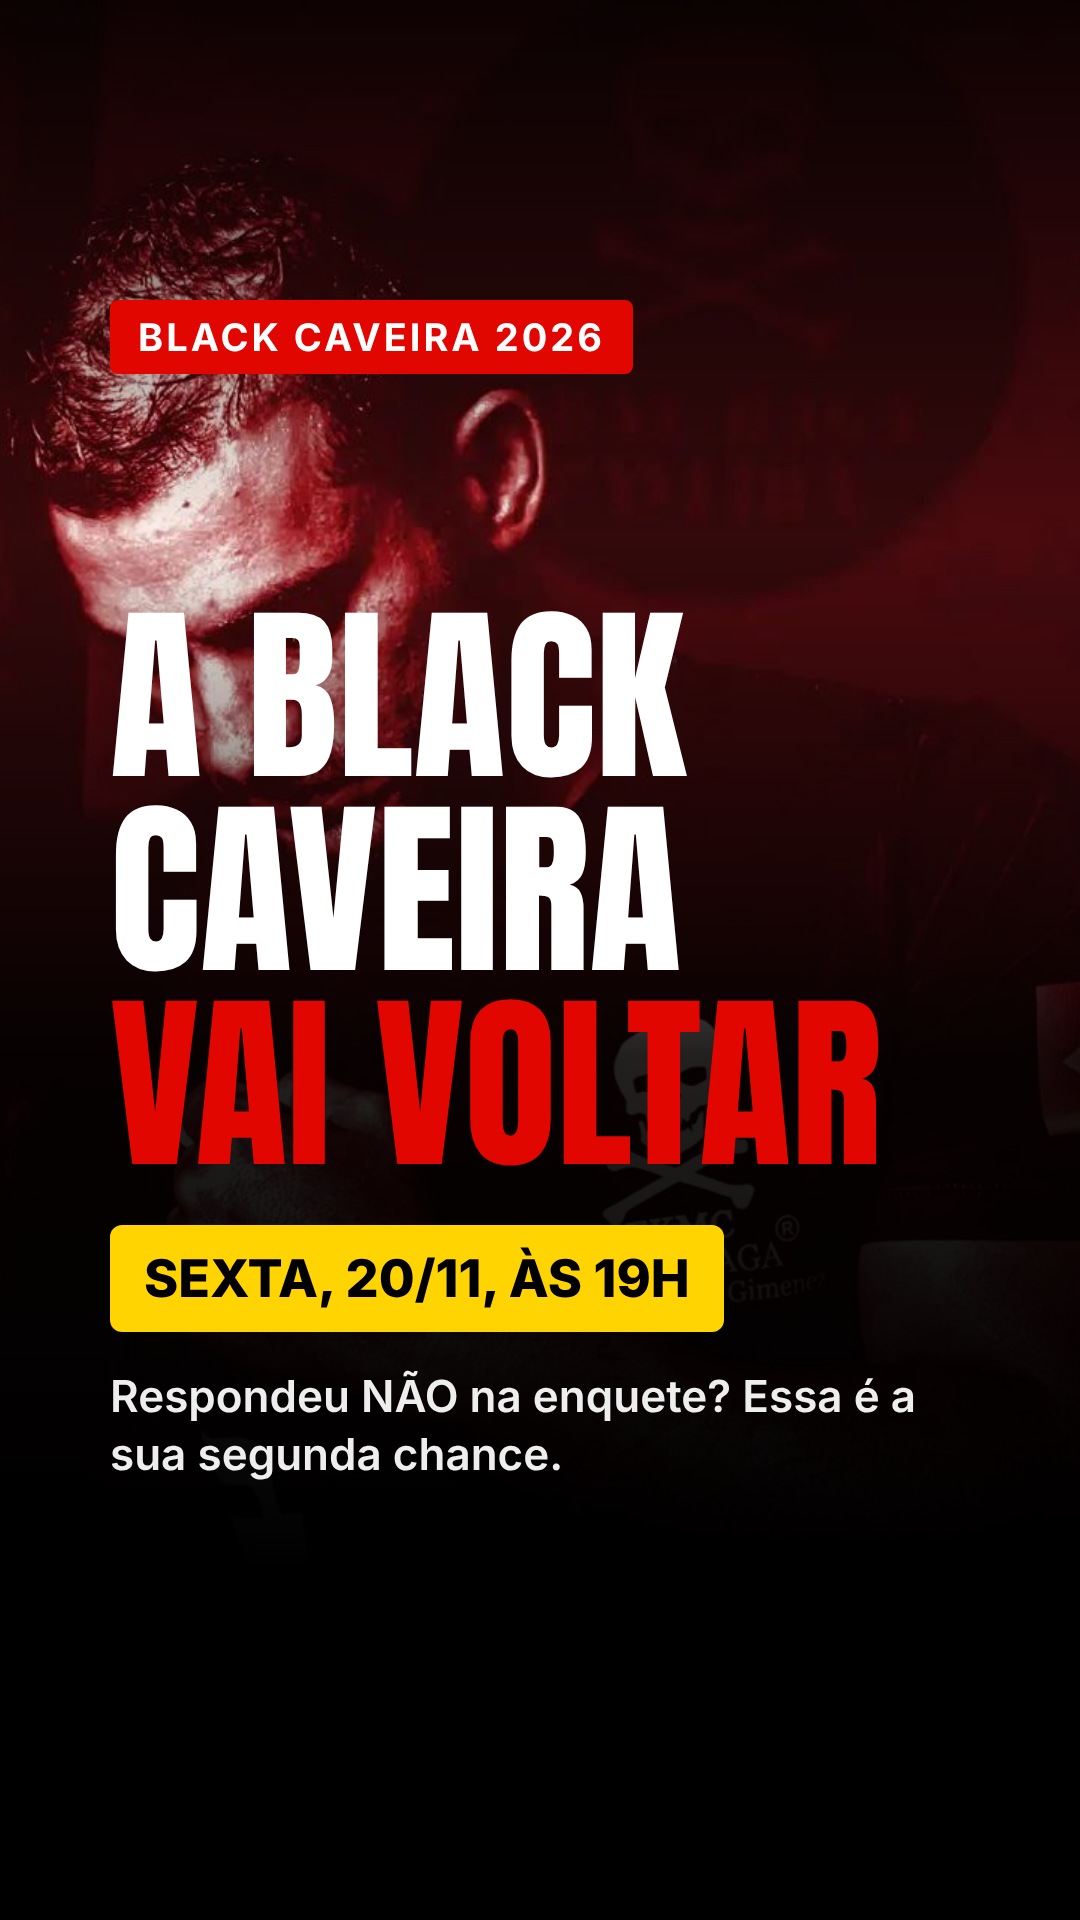 BLACK CAVEIRA 2026
A BLACK
CAVEIRA
VAI VOLTAR
SEXTA, 20/11, ÀS 19H
Respondeu NÃO na enquete? Essa é a
sua segunda chance.